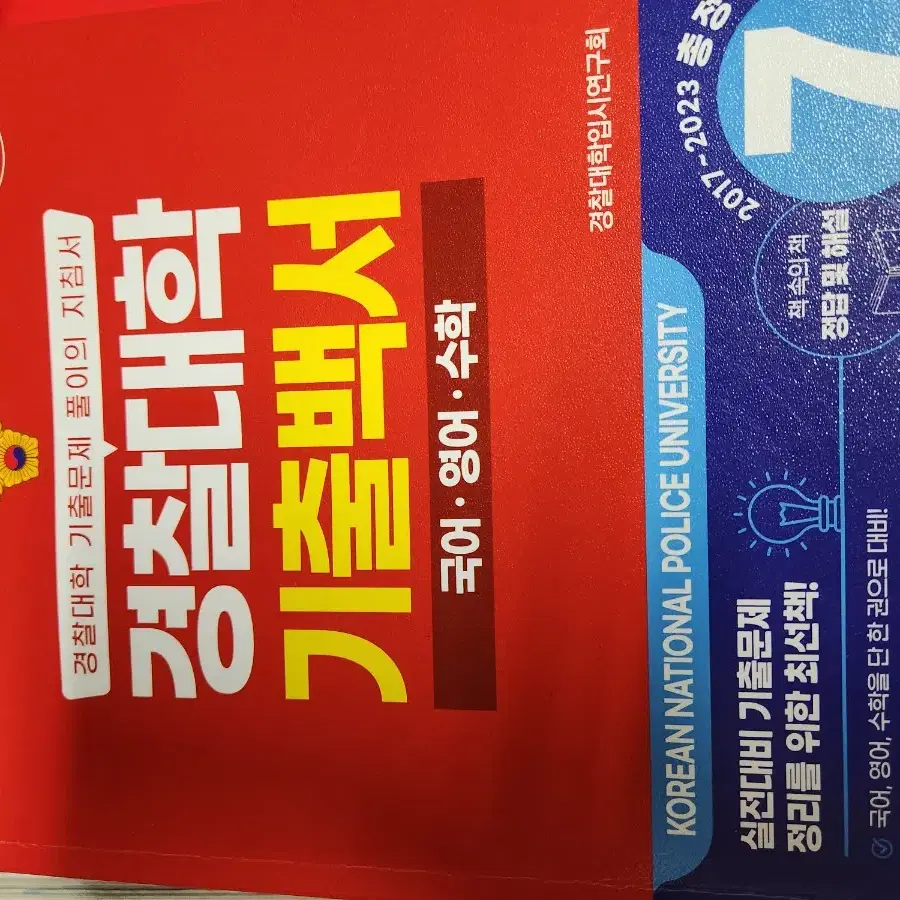 경찰대학 기출문제 풀이의 지침서
경찰대학
기출백서
국어·영어·수학
경찰대학입시연구회
KOREAN NATIONAL POLICE UNIVERSITY
2017~2023 총정
7
책 속의 책
정답 및 해설
실전대비 기출문제
정리를 위한 최선책!
국어, 영어, 수학을 단 한 권으로 대비!